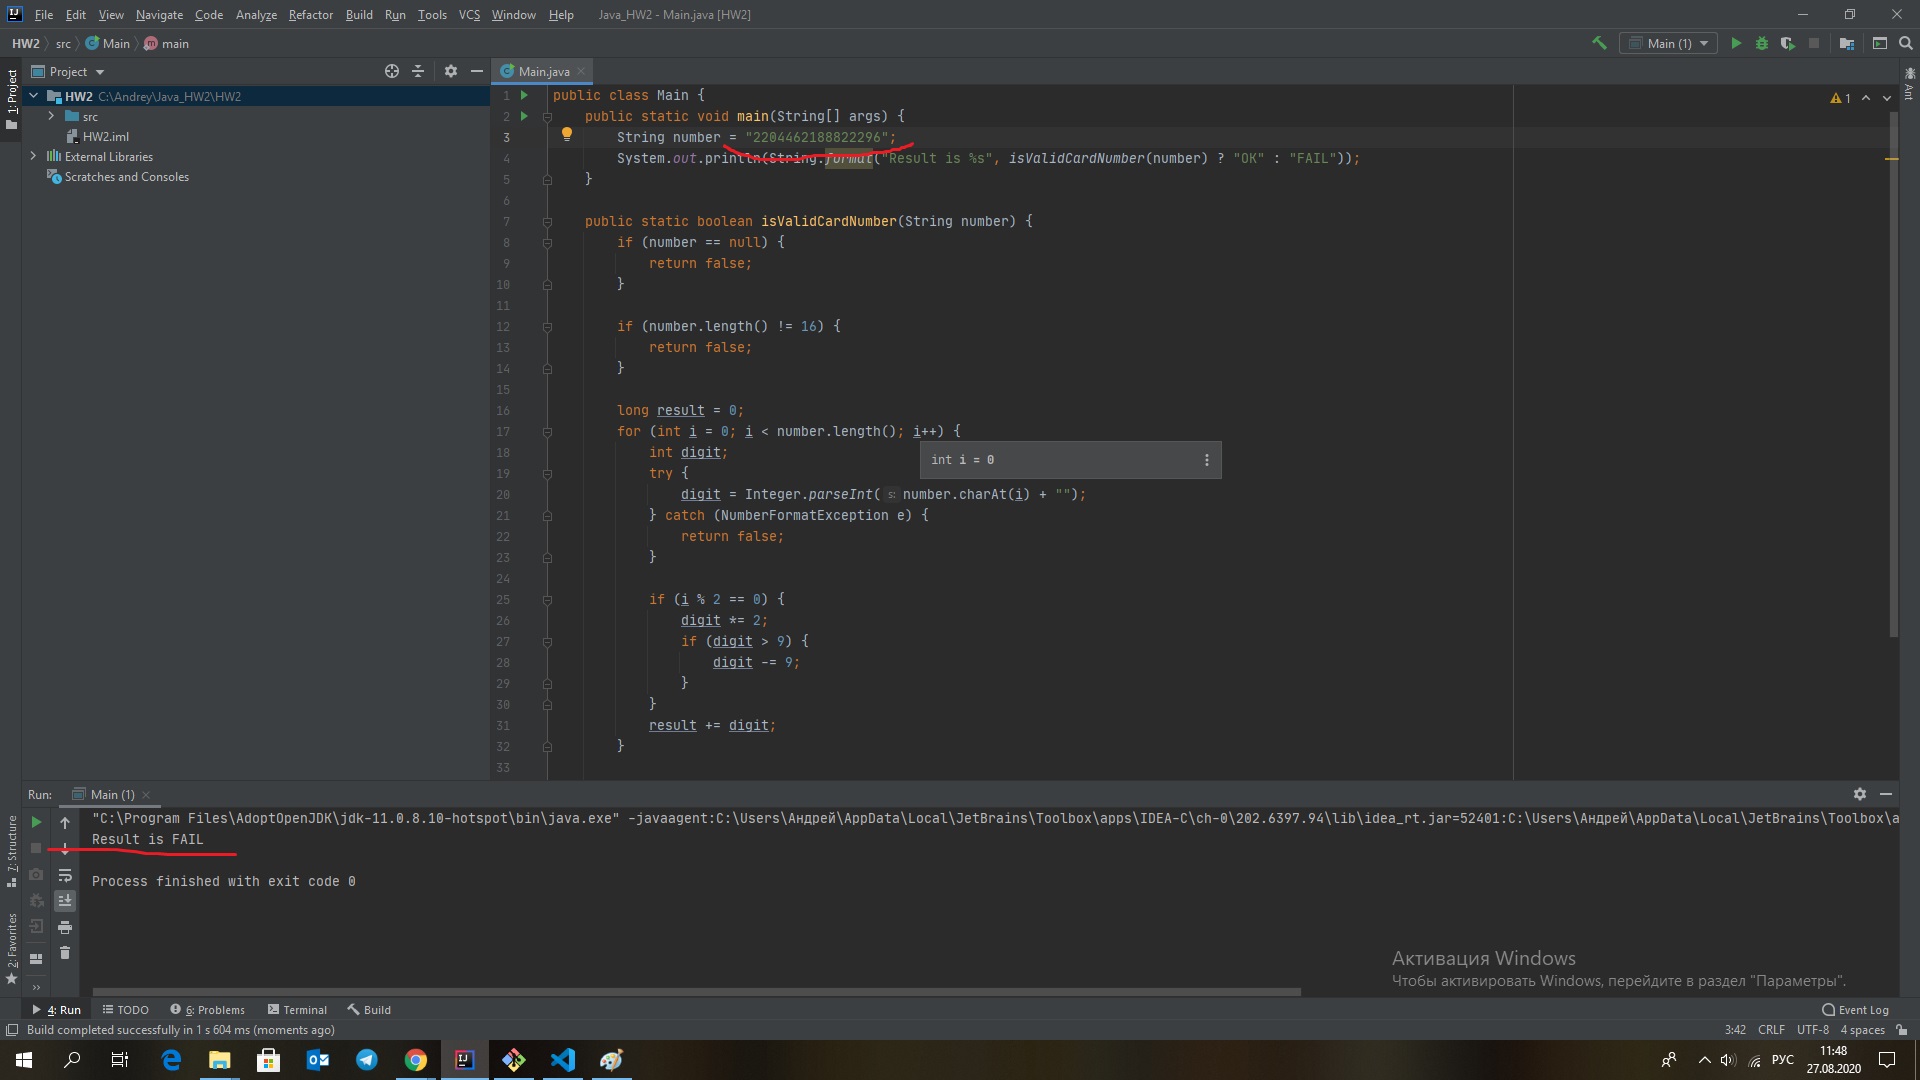 File Edit View Navigate Code Analyze Refactor Build Run Tools VCS Window Help Java_HW2 - Main.java [HW2]
HW2 src Main main
Main (1)
1: Project
Project
HW2 C:\Andrey\Java_HW2\HW2
src
HW2.iml
External Libraries
Scratches and Consoles
Main.java
1
Ant
1 public class Main {
2 public static void main(String[] args) {
3 String number = "2204462188822296";
4 System.out.println(String.format("Result is %s", isValidCardNumber(number) ? "OK" : "FAIL"));
5 }
6
7 public static boolean isValidCardNumber(String number) {
8 if (number == null) {
9 return false;
10 }
11
12 if (number.length() != 16) {
13 return false;
14 }
15
16 long result = 0;
17 for (int i = 0; i < number.length(); i++) {
18 int digit;
int i = 0
19 try {
20 digit = Integer.parseInt( s: number.charAt(i) + "");
21 } catch (NumberFormatException e) {
22 return false;
23 }
24
25 if (i % 2 == 0) {
26 digit *= 2;
27 if (digit > 9) {
28 digit -= 9;
29 }
30 }
31 result += digit;
32 }
33
Run: Main (1)
7: Structure
2: Favorites
"C:\Program Files\AdoptOpenJDK\jdk-11.0.8.10-hotspot\bin\java.exe" -javaagent:C:\Users\Андрей\AppData\Local\JetBrains\Toolbox\apps\IDEA-C\ch-0\202.6397.94\lib\idea_rt.jar=52401:C:\Users\Андрей\AppData\Local\JetBrains\Toolbox\a
Result is FAIL
Process finished with exit code 0
Активация Windows
Чтобы активировать Windows, перейдите в раздел "Параметры".
4: Run TODO 6: Problems Terminal Build Event Log
Build completed successfully in 1 s 604 ms (moments ago) 3:42 CRLF UTF-8 4 spaces
РУС
11:48
27.08.2020